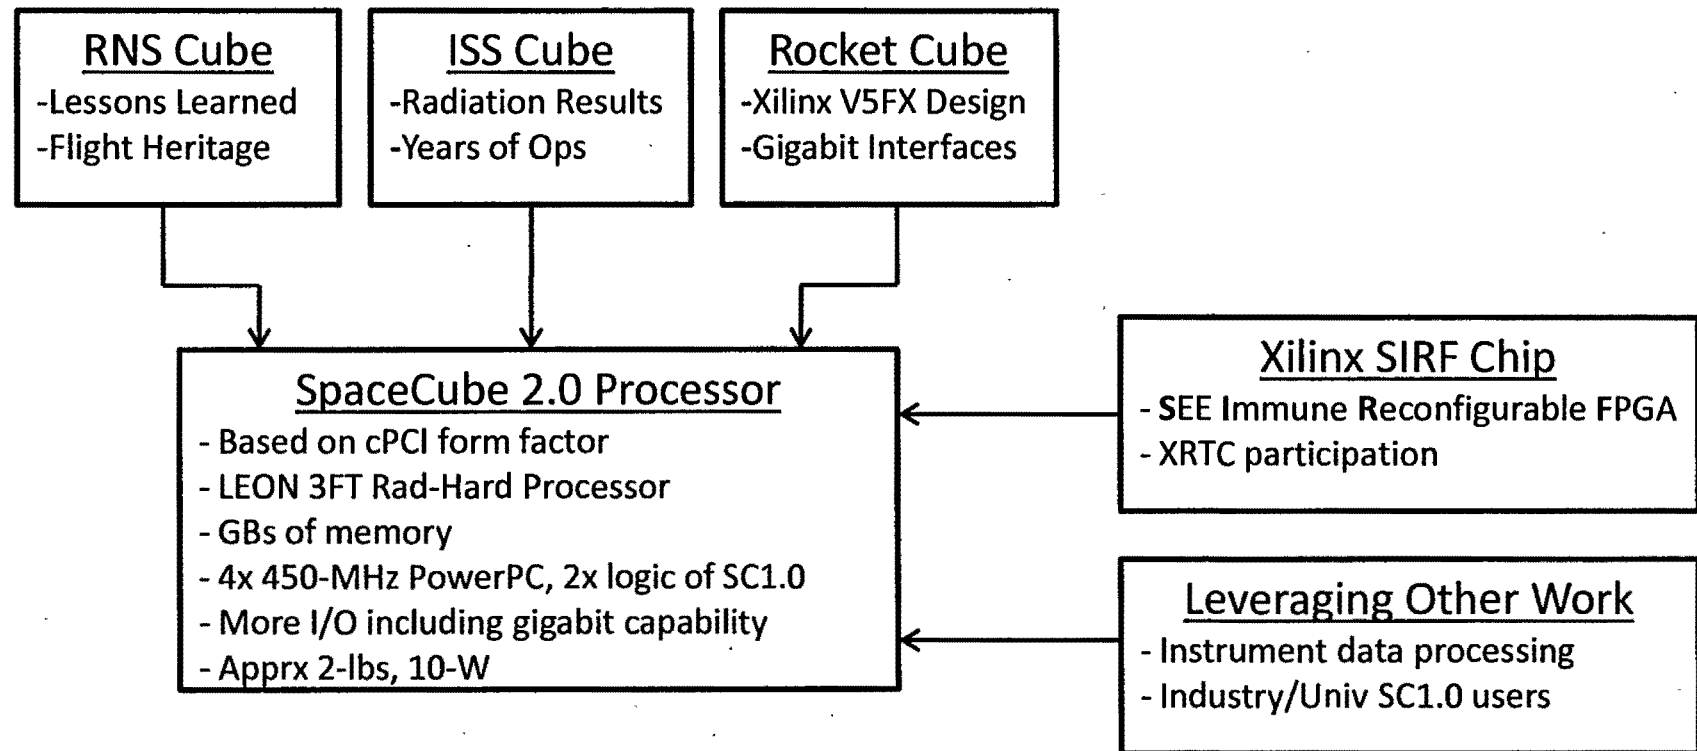 RNS Cube
-Lessons Learned
-Flight Heritage
ISS Cube
-Radiation Results
-Years of Ops
Rocket Cube
-Xilinx V5FX Design
-Gigabit Interfaces
SpaceCube 2.0 Processor
- Based on cPCI form factor
- LEON 3FT Rad-Hard Processor
- GBs of memory
- 4x 450-MHz PowerPC, 2x logic of SC1.0
- More I/O including gigabit capability
- Apprx 2-lbs, 10-W
Xilinx SIRF Chip
- SEE Immune Reconfigurable FPGA
- XRTC participation
Leveraging Other Work
- Instrument data processing
- Industry/Univ SC1.0 users